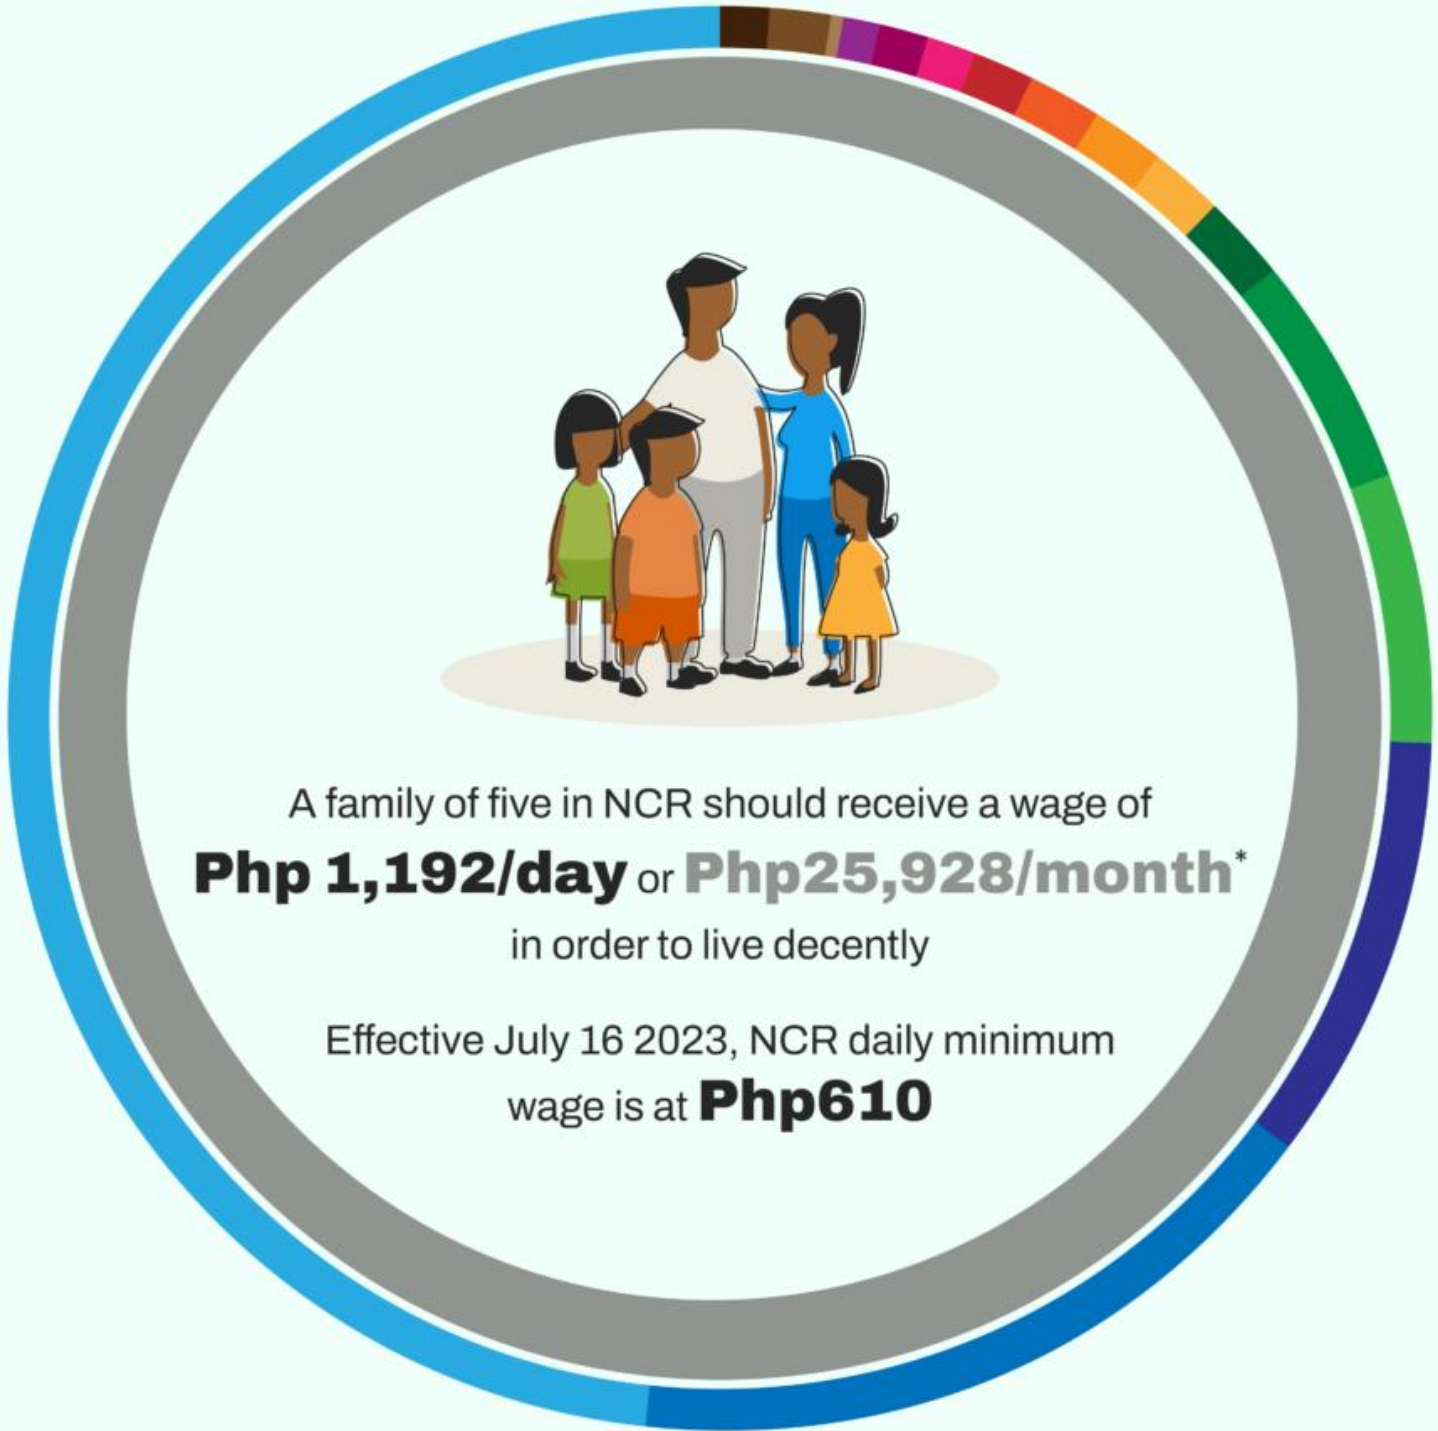 A family of five in NCR should receive a wage of
Php 1,192/day or Php25,928/month*
in order to live decently
Effective July 16 2023, NCR daily minimum
wage is at Php610